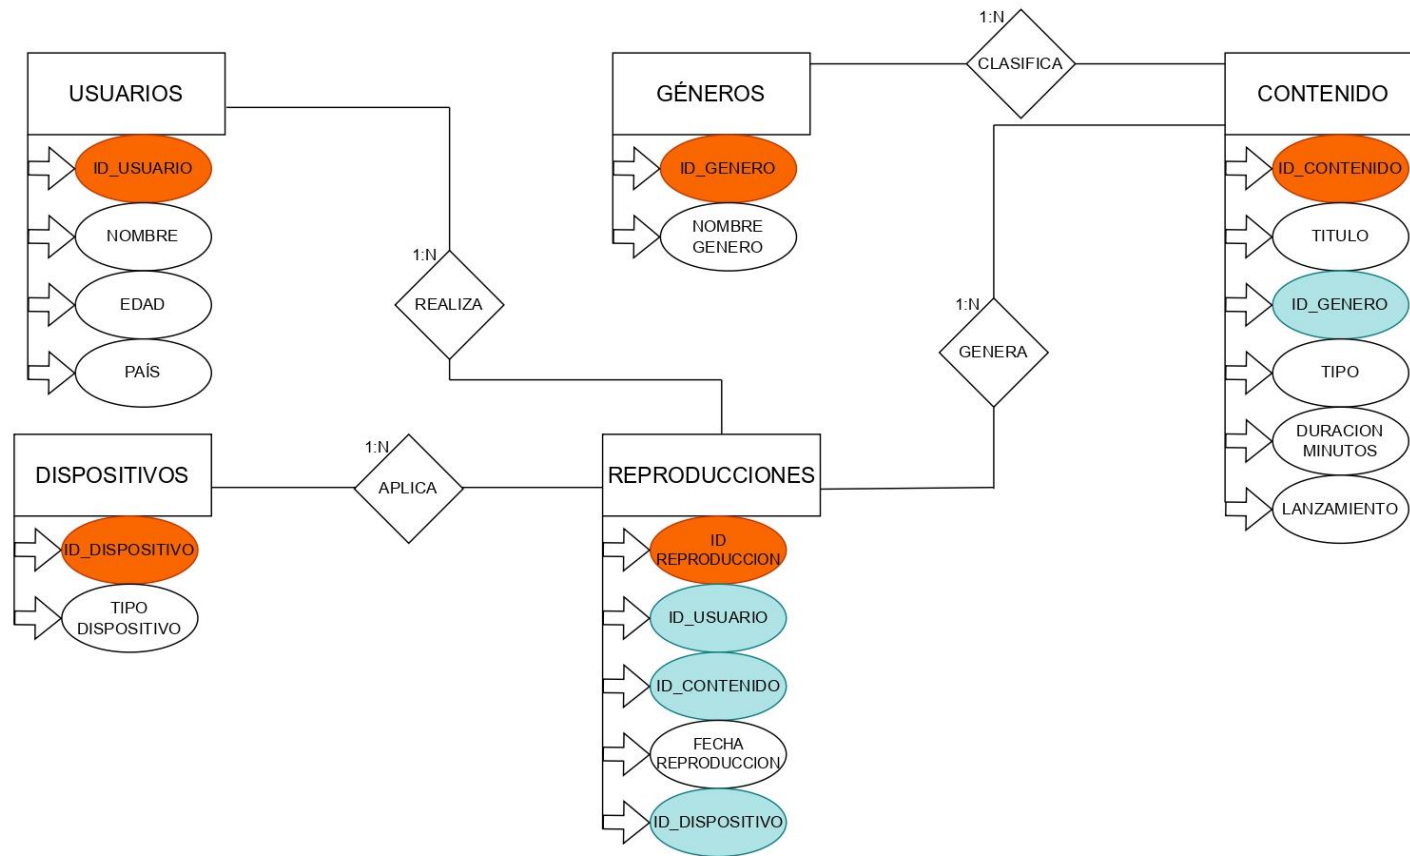 1:N
CLASIFICA
USUARIOS
GÉNEROS
CONTENIDO
ID_USUARIO
NOMBRE
EDAD
PAÍS
ID_GENERO
NOMBRE
GENERO
ID_CONTENIDO
TITULO
ID_GENERO
TIPO
DURACION
MINUTOS
LANZAMIENTO
1:N
REALIZA
1:N
GENERA
DISPOSITIVOS
1:N
APLICA
REPRODUCCIONES
ID_DISPOSITIVO
TIPO
DISPOSITIVO
ID
REPRODUCCION
ID_USUARIO
ID_CONTENIDO
FECHA
REPRODUCCION
ID_DISPOSITIVO